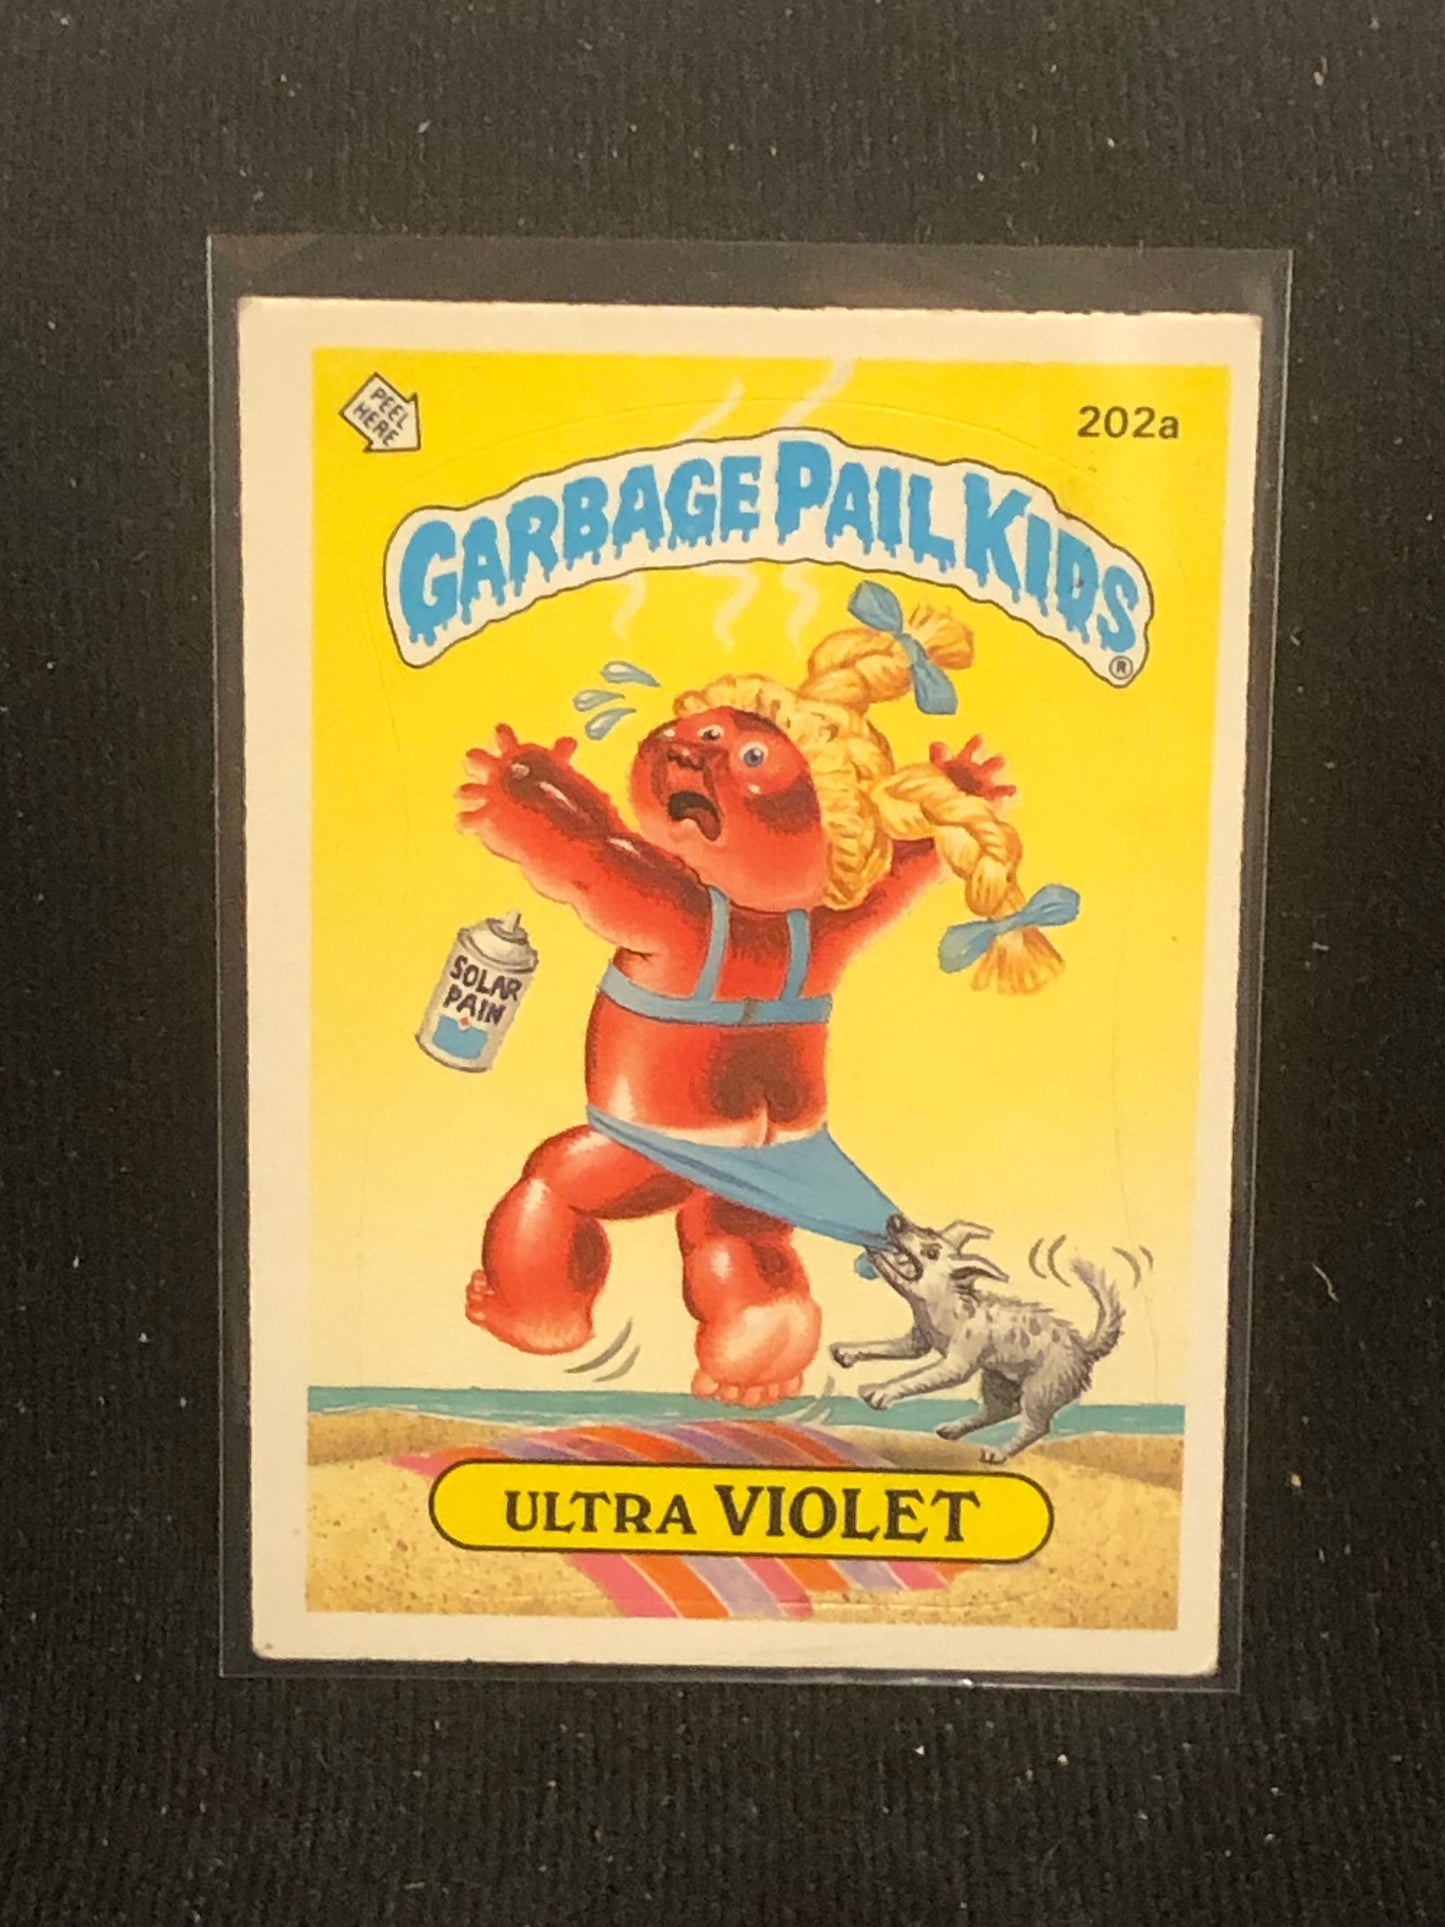 PEEL
HERE
202a
GARBAGE PAIL KIDS
®
SOLAR
PAIN
ULTRA VIOLET